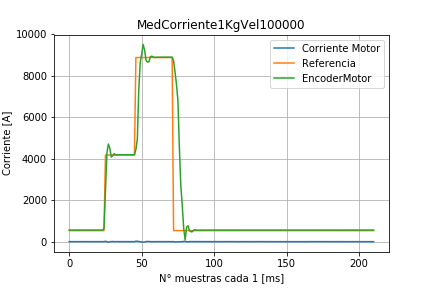 MedCorriente1KgVel100000
Corriente Motor
Referencia
EncoderMotor
Corriente [A]
10000
8000
6000
4000
2000
0
0 50 100 150 200
N° muestras cada 1 [ms]